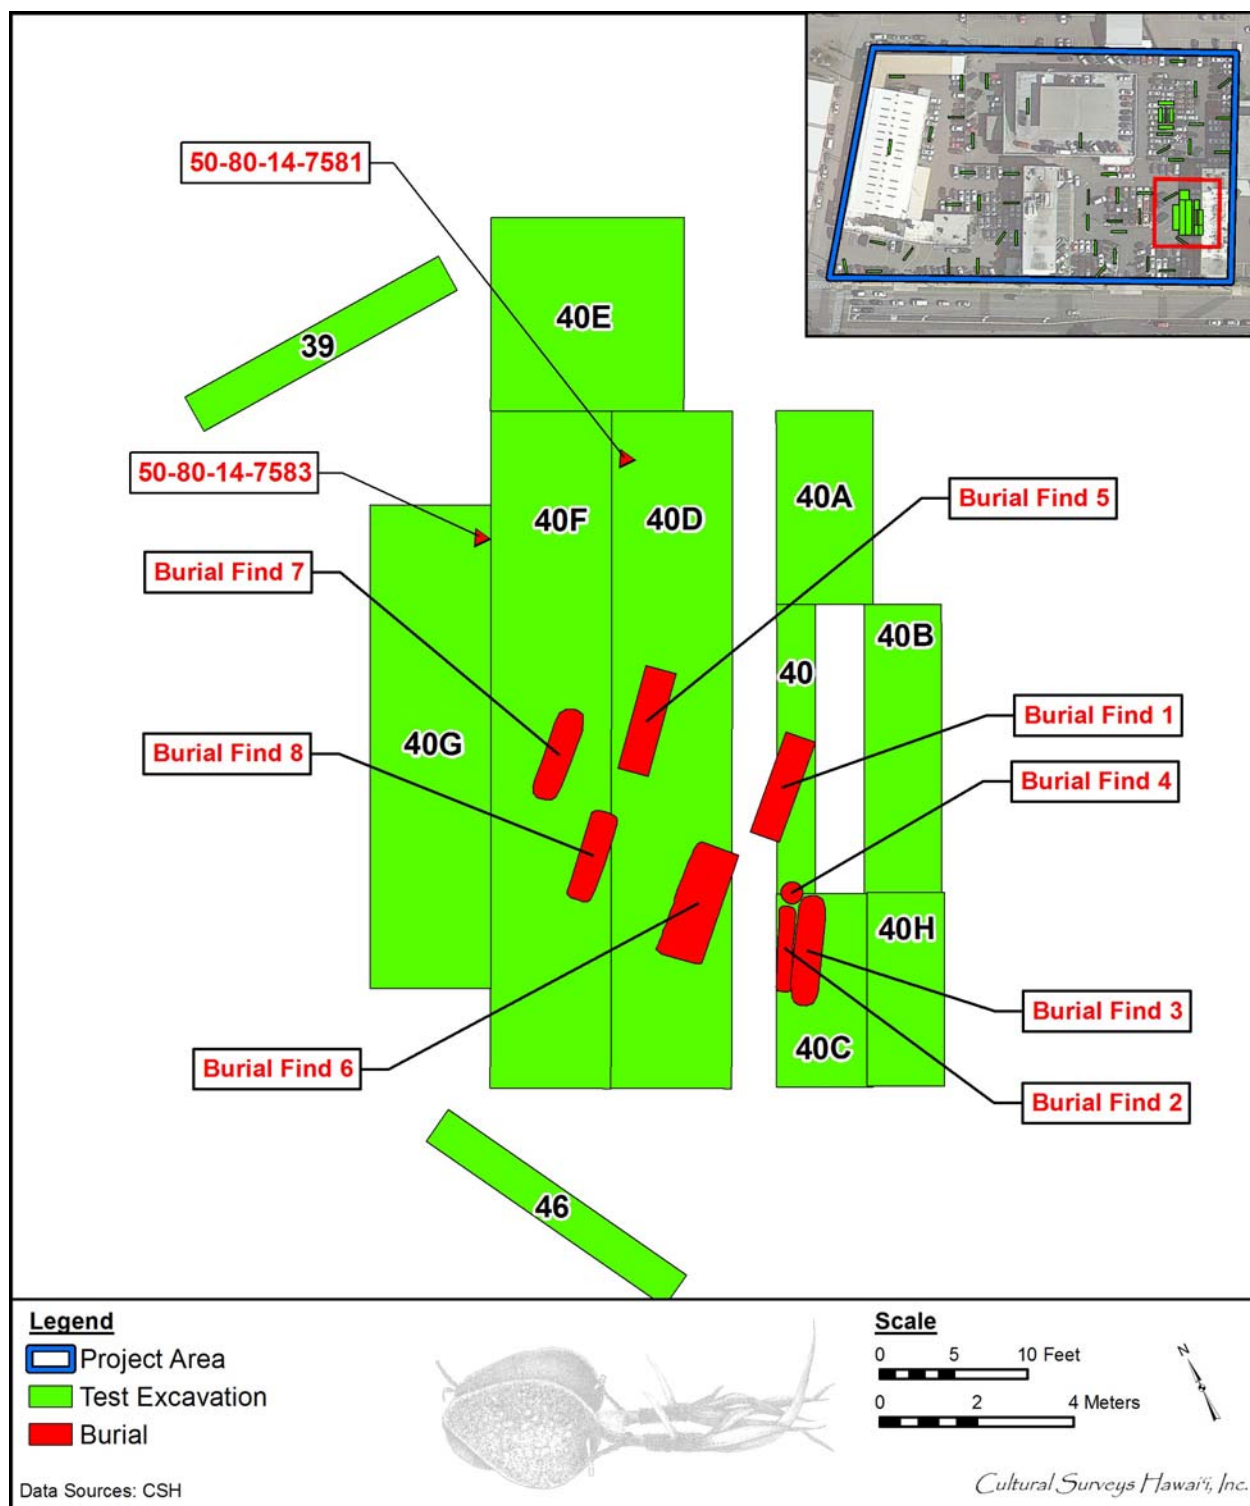 50-80-14-7581
40E
39
50-80-14-7583
40A
Burial Find 5
40F
40D
Burial Find 7
40B
40
Burial Find 1
40G
Burial Find 8
Burial Find 4
40H
Burial Find 3
40C
Burial Find 6
Burial Find 2
46
Legend
Project Area
Test Excavation
Burial
Data Sources: CSH
Scale
0 5 10 Feet
0 2 4 Meters
N
Cultural Surveys Hawai‘i, Inc.